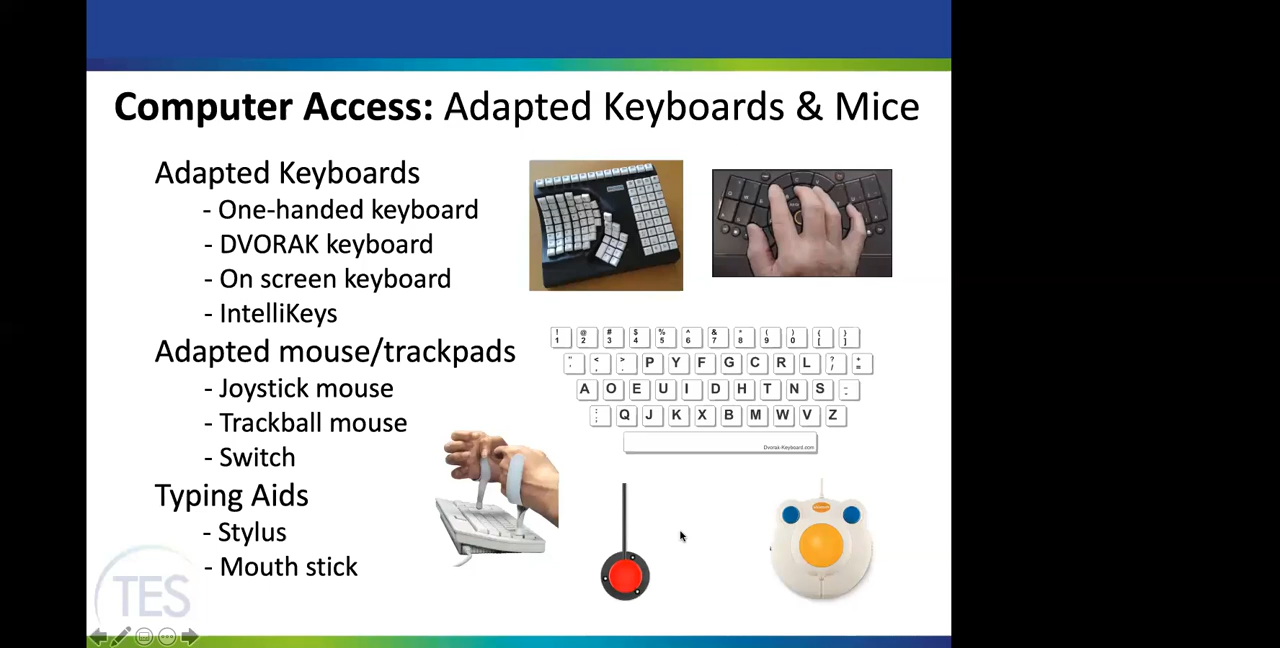 Computer Access: Adapted Keyboards & Mice
Adapted Keyboards
- One-handed keyboard
- DVORAK keyboard
- On screen keyboard
- IntelliKeys
Adapted mouse/trackpads
- Joystick mouse
- Trackball mouse
- Switch
Typing Aids
- Stylus
- Mouth stick
! @ # $ % ^ & * ( ) { }
1 2 3 4 5 6 7 8 9 0 [ ]
" < > P Y F G C R L ? +
' , . / =
A O E U I D H T N S -
: Q J K X B M W V Z
;
Dvorak-Keyboard.com
TES